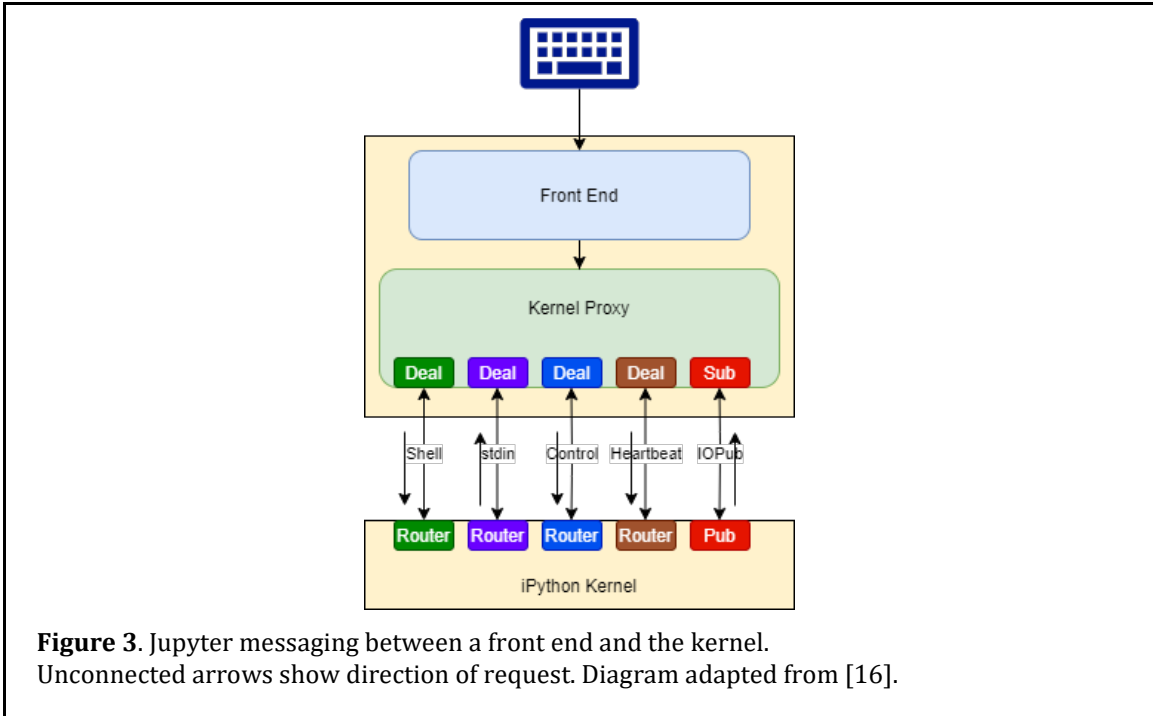 Front End
Kernel Proxy
Deal Deal Deal Deal Sub
Shell stdin Control Heartbeat IOPub
Router Router Router Router Pub
iPython Kernel
Figure 3. Jupyter messaging between a front end and the kernel.
Unconnected arrows show direction of request. Diagram adapted from [16].